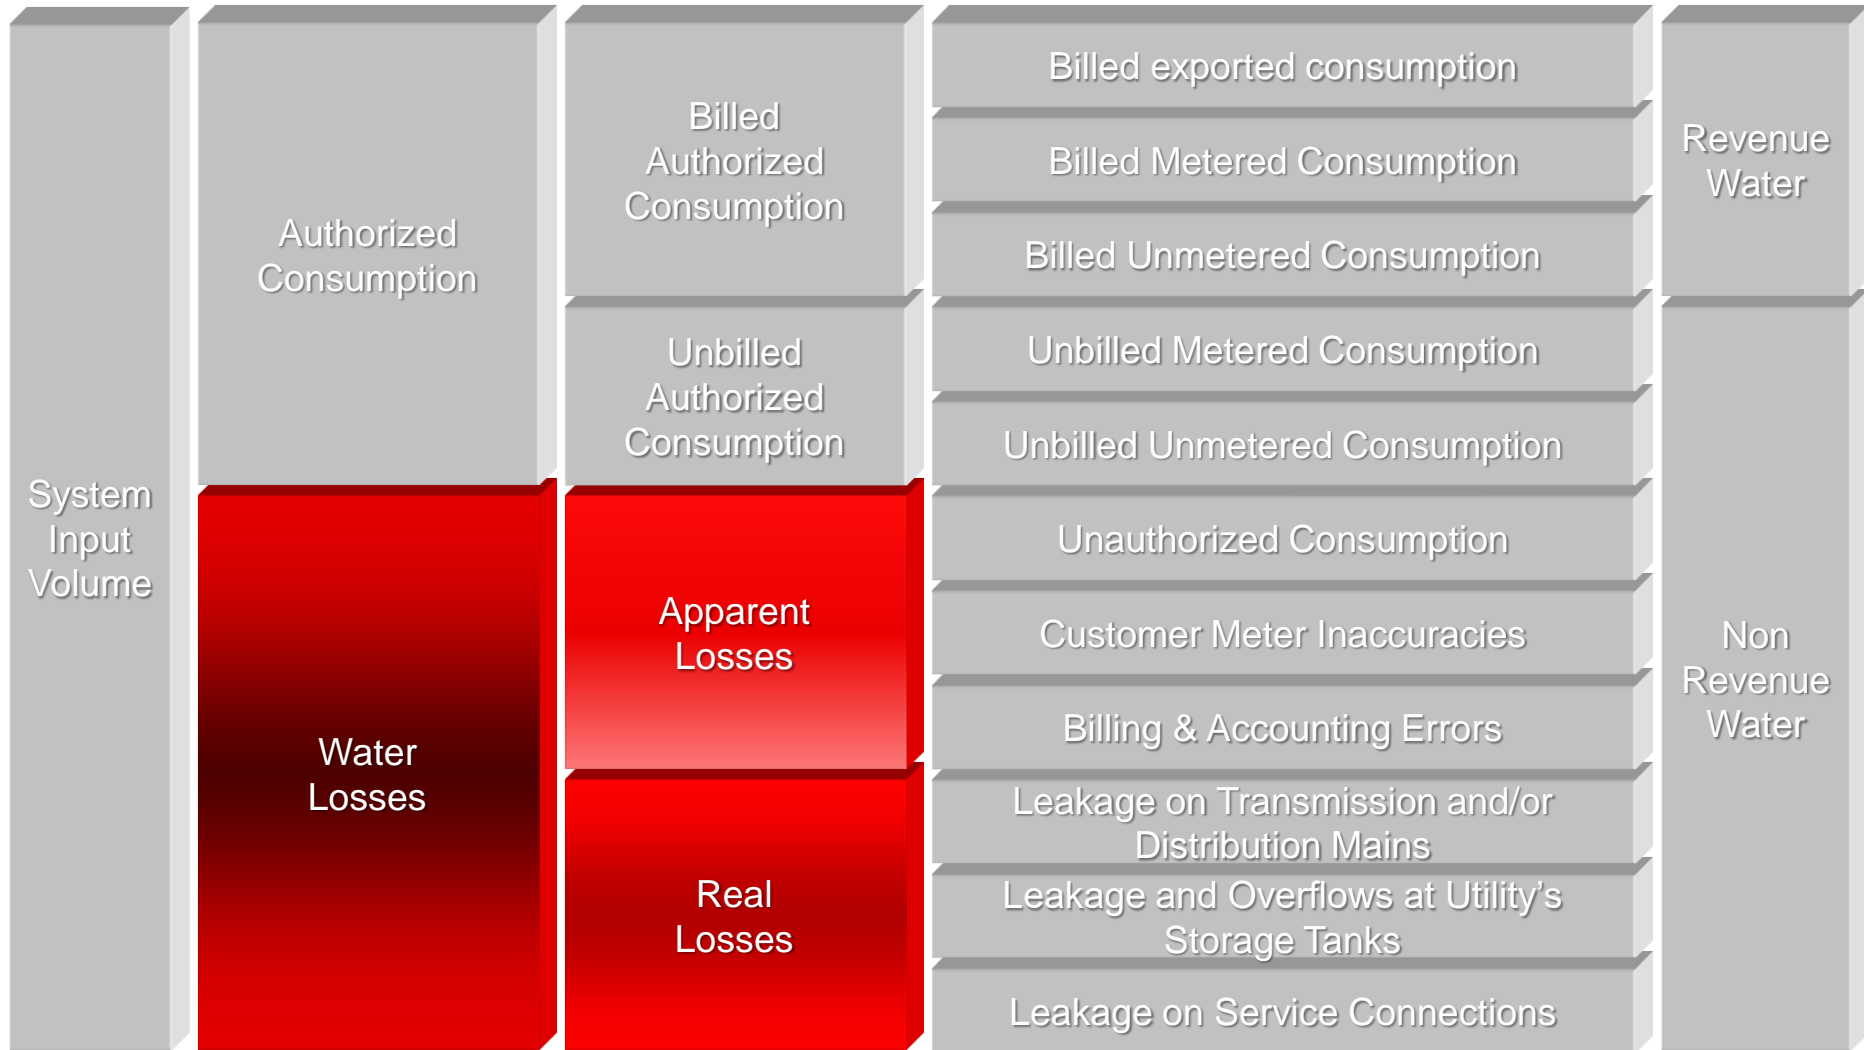 System
Input
Volume
Authorized
Consumption
Water
Losses
Billed
Authorized
Consumption
Unbilled
Authorized
Consumption
Apparent
Losses
Real
Losses
Billed exported consumption
Billed Metered Consumption
Billed Unmetered Consumption
Unbilled Metered Consumption
Unbilled Unmetered Consumption
Unauthorized Consumption
Customer Meter Inaccuracies
Billing & Accounting Errors
Leakage on Transmission and/or
Distribution Mains
Leakage and Overflows at Utility’s
Storage Tanks
Leakage on Service Connections
Revenue
Water
Non
Revenue
Water